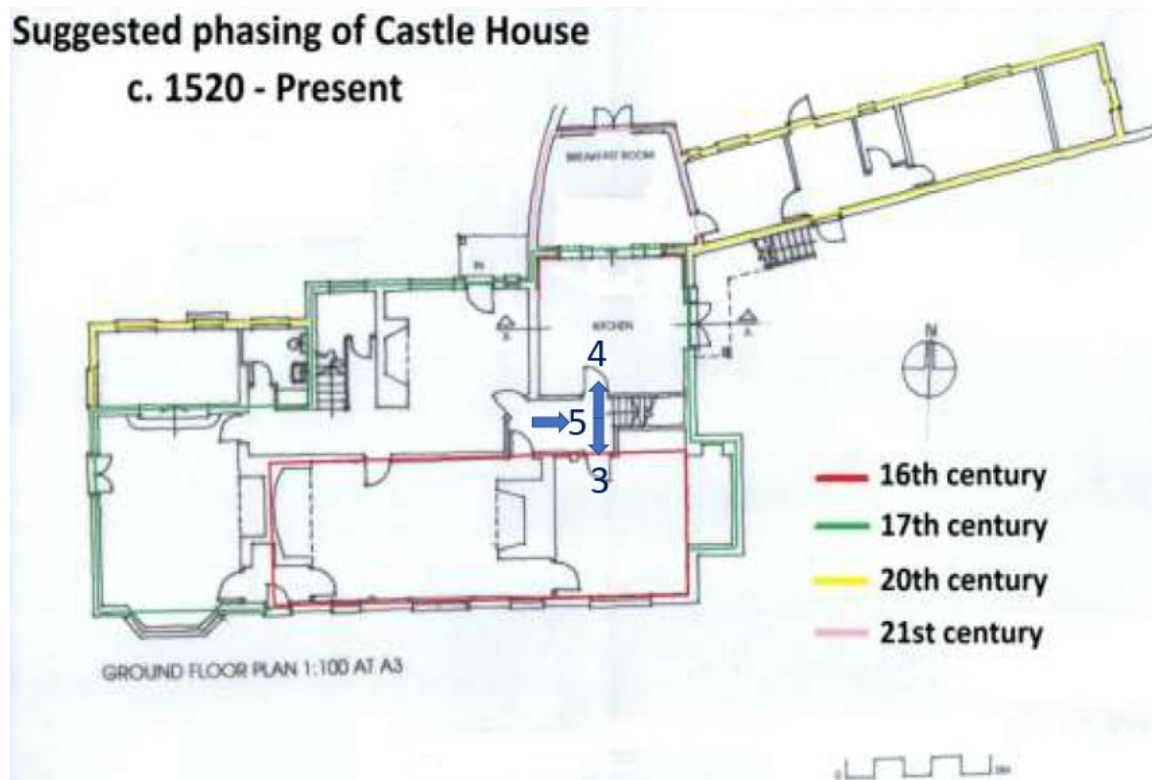 Suggested phasing of Castle House
c. 1520 - Present
BREAKFAST ROOM
KITCHEN
4
5
3
N
16th century
17th century
20th century
21st century
GROUND FLOOR PLAN 1:100 AT A3
0